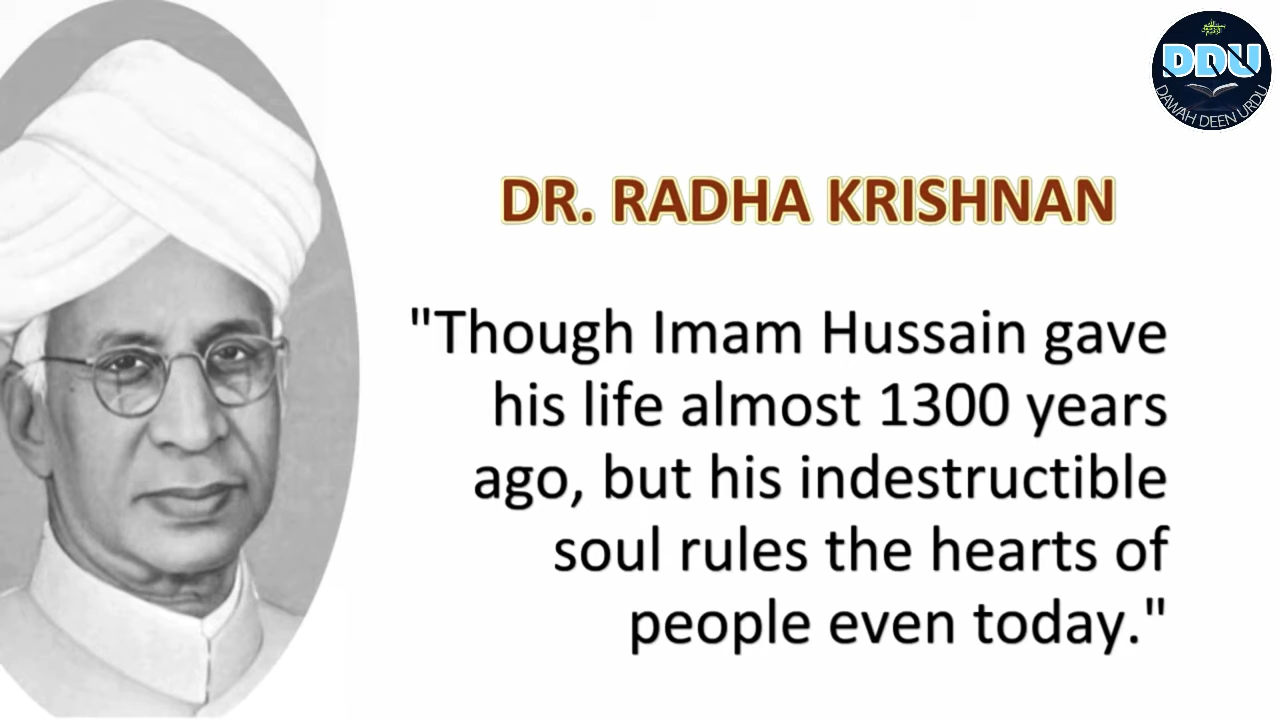 DDU
DAWAH DEEN URDU
DR. RADHA KRISHNAN
"Though Imam Hussain gave
his life almost 1300 years
ago, but his indestructible
soul rules the hearts of
people even today."